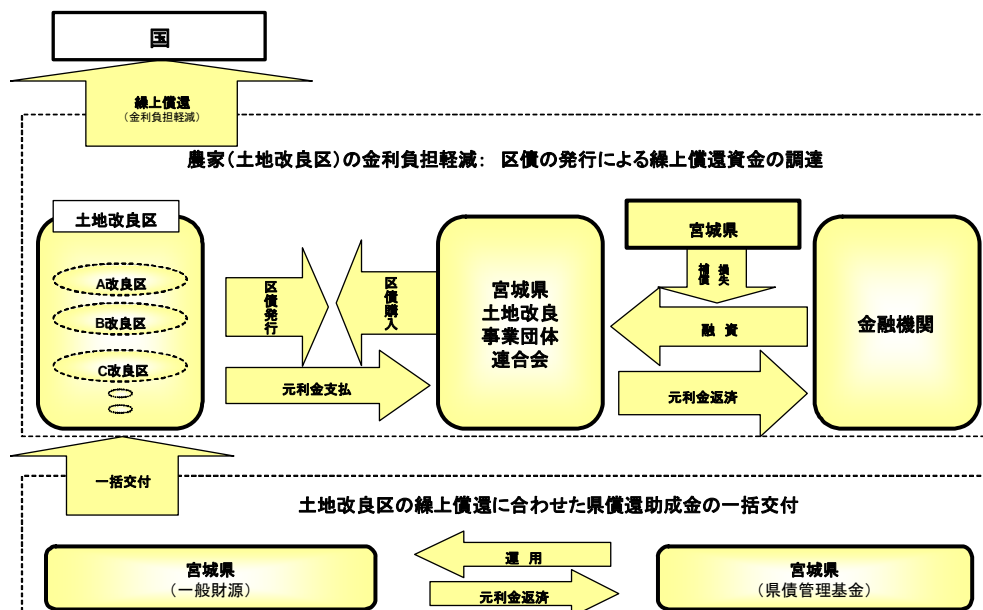 国
繰上償還
(金利負担軽減)
農家(土地改良区)の金利負担軽減: 区債の発行による繰上償還資金の調達
土地改良区
A改良区
B改良区
C改良区
区債発行
区債購入
元利金支払
宮城県
土地改良
事業団体
連合会
宮城県
損失
補償
融 資
元利金返済
金融機関
一括交付
土地改良区の繰上償還に合わせた県償還助成金の一括交付
宮城県
(一般財源)
運 用
元利金返済
宮城県
(県債管理基金)